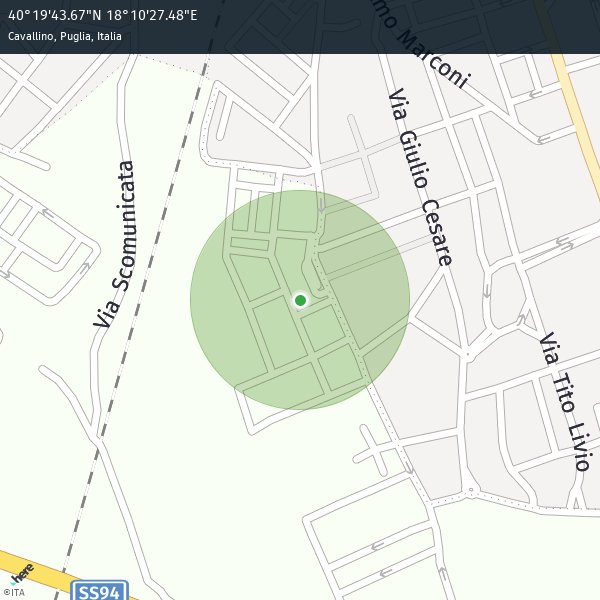 40°19'43.67"N 18°10'27.48"E
Cavallino, Puglia, Italia
Marconi
Via Giulio Cesare
Via Scomunicata
Via Tito Livio
here
SS94
©ITA